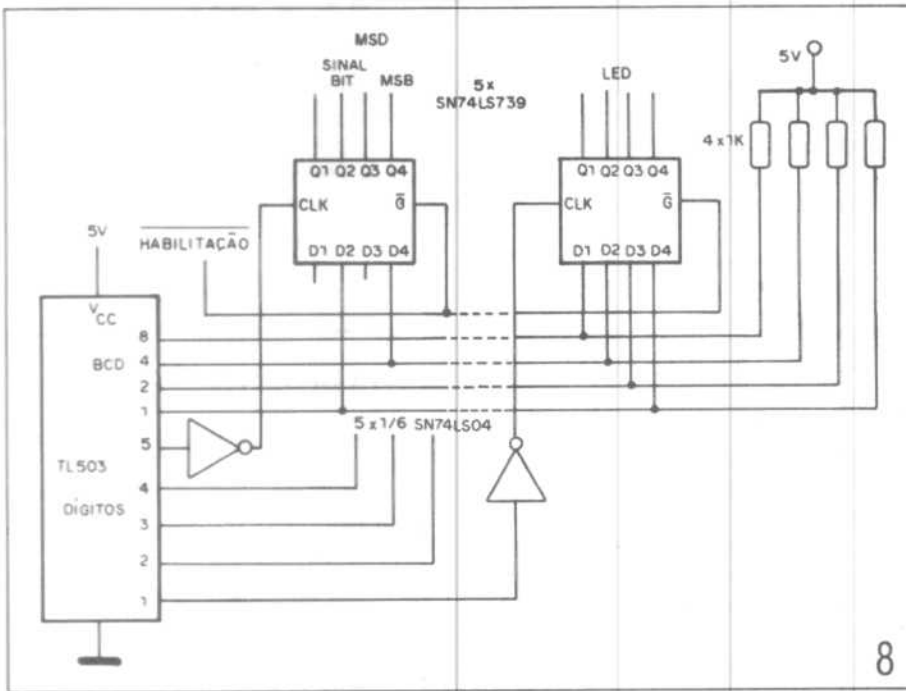 MSD
SINAL
BIT
MSB
5x
SN74LS739
LED
5V
4x1K
Q1 Q2 Q3 Q4
CLK
G̅
D1 D2 D3 D4
Q1 Q2 Q3 Q4
CLK
G̅
D1 D2 D3 D4
5V
HABILITAÇÃO
VCC
8
BCD
4
2
1
5 x 1/6 SN74LS04
5
TL503
4
DÍGITOS
3
2
1
8